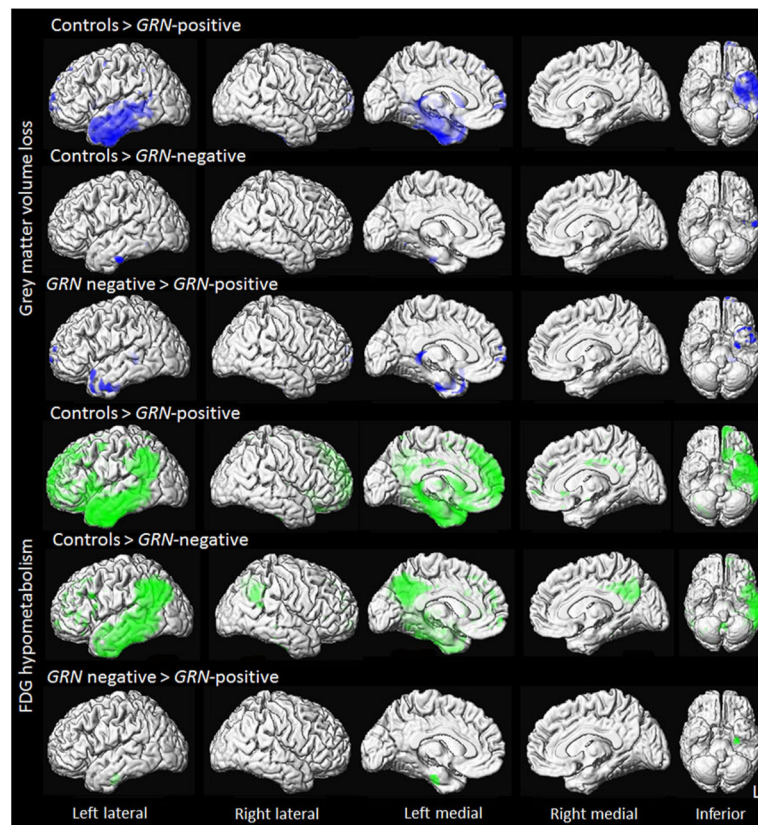 Controls > GRN-positive
Controls > GRN-negative
GRN negative > GRN-positive
Grey matter volume loss
Controls > GRN-positive
Controls > GRN-negative
GRN negative > GRN-positive
FDG hypometabolism
Left lateral
Right lateral
Left medial
Right medial
Inferior
L